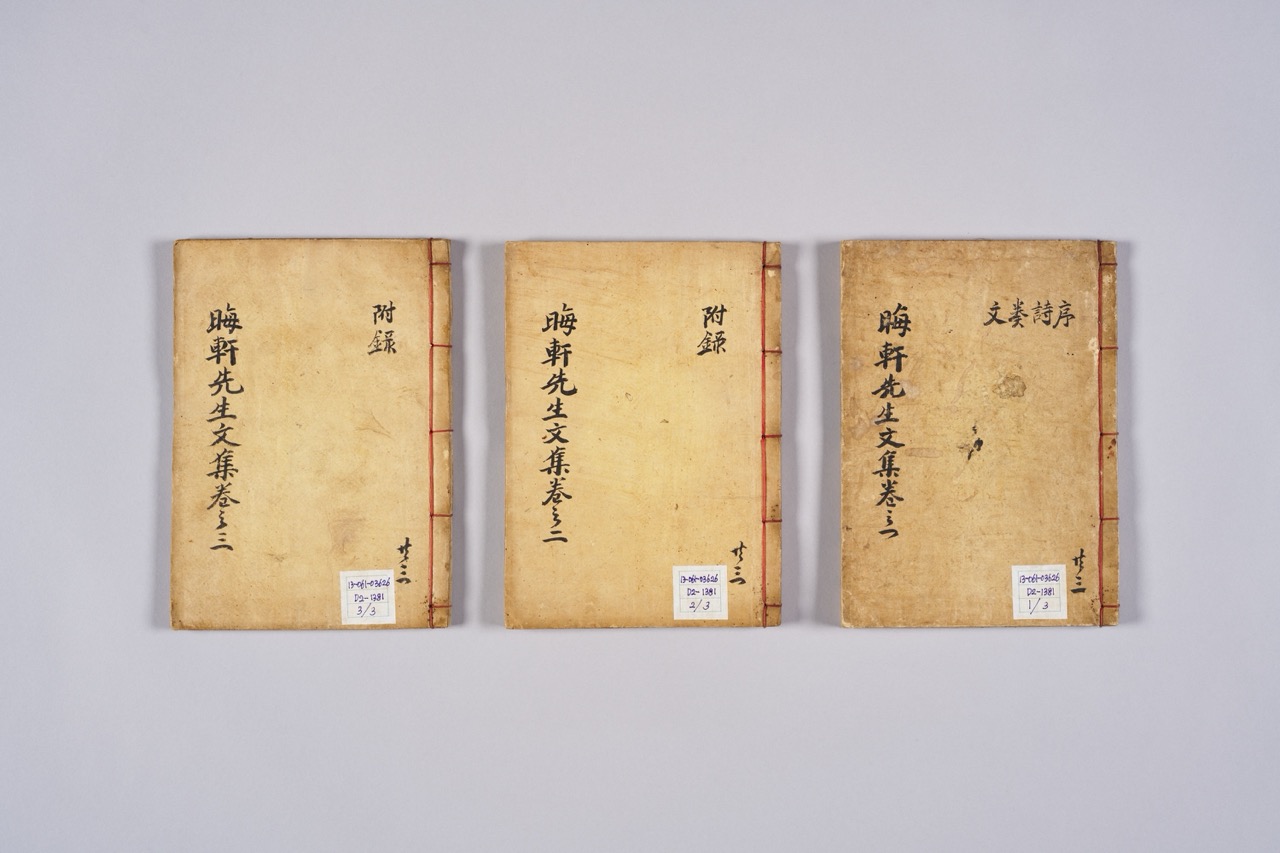 序詩文
晦軒先生文集卷之一
共三
13-061-03626
D2-1381
1/3
附錄
晦軒先生文集卷之二
共三
13-061-03626
D2-1381
2/3
附錄
晦軒先生文集卷之三
共三
13-061-03626
D2-1381
3/3